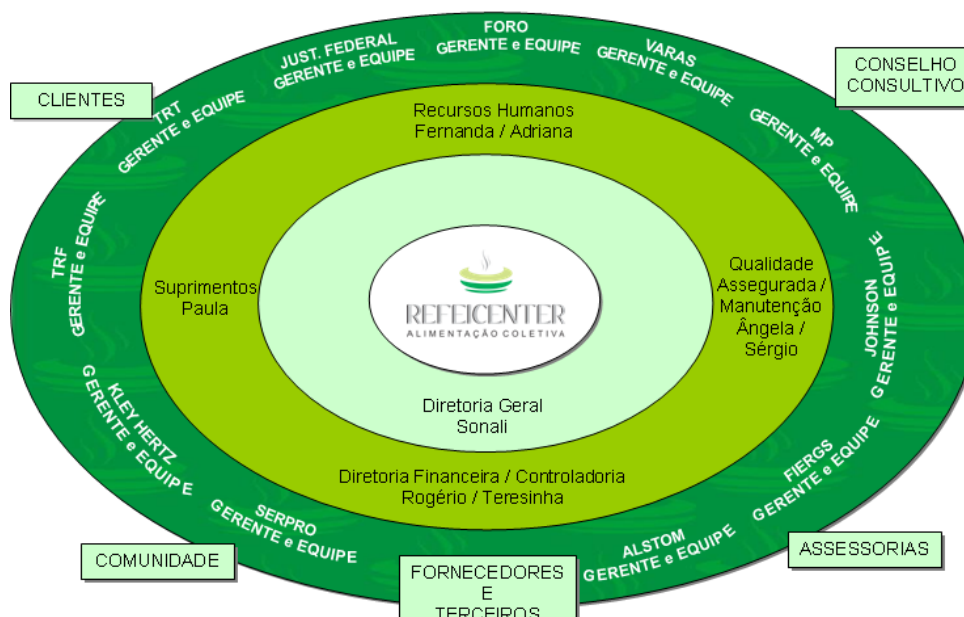 FORO
GERENTE e EQUIPE
JUST. FEDERAL
GERENTE e EQUIPE
VARAS
GERENTE e EQUIPE
CONSELHO
CONSULTIVO
CLIENTES
TRT
GERENTE e EQUIPE
Recursos Humanos
Fernanda / Adriana
MP
GERENTE e EQUIPE
TRF
GERENTE e EQUIPE
Suprimentos
Paula
REFEICENTER
ALIMENTAÇÃO COLETIVA
Qualidade
Assegurada /
Manutenção
Ângela /
Sérgio
JOHNSON
GERENTE e EQUIPE
Diretoria Geral
Sonali
KLEY HERTZ
GERENTE e EQUIPE
Diretoria Financeira / Controladoria
Rogério / Teresinha
FIERGS
GERENTE e EQUIPE
SERPRO
GERENTE e EQUIPE
ALSTOM
GERENTE e EQUIPE
COMUNIDADE
FORNECEDORES
E
TERCEIROS
ASSESSORIAS